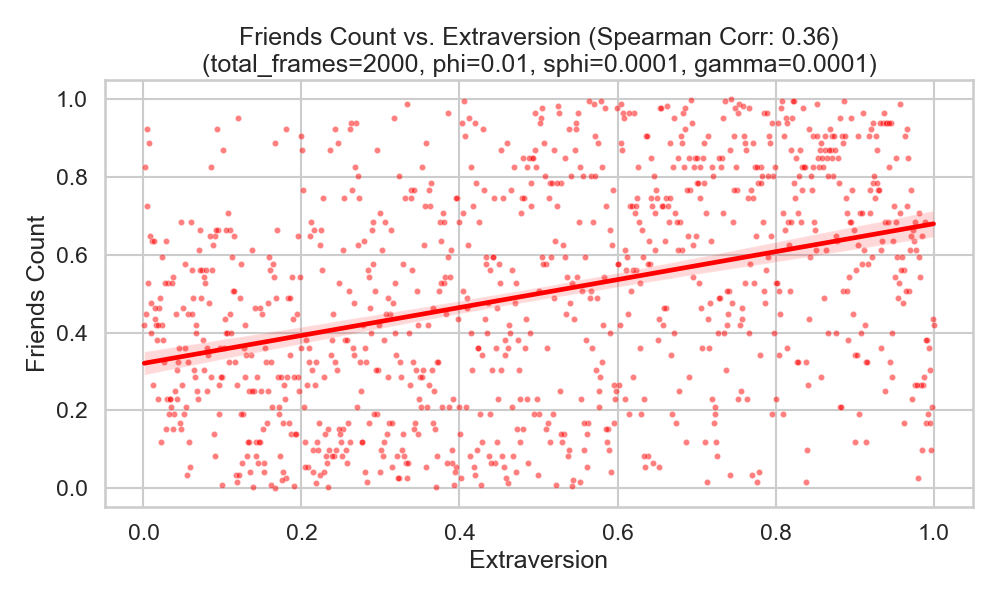 Friends Count vs. Extraversion (Spearman Corr: 0.36)
(total_frames=2000, phi=0.01, sphi=0.0001, gamma=0.0001)
Friends Count
1.0
0.8
0.6
0.4
0.2
0.0
0.0 0.2 0.4 0.6 0.8 1.0
Extraversion